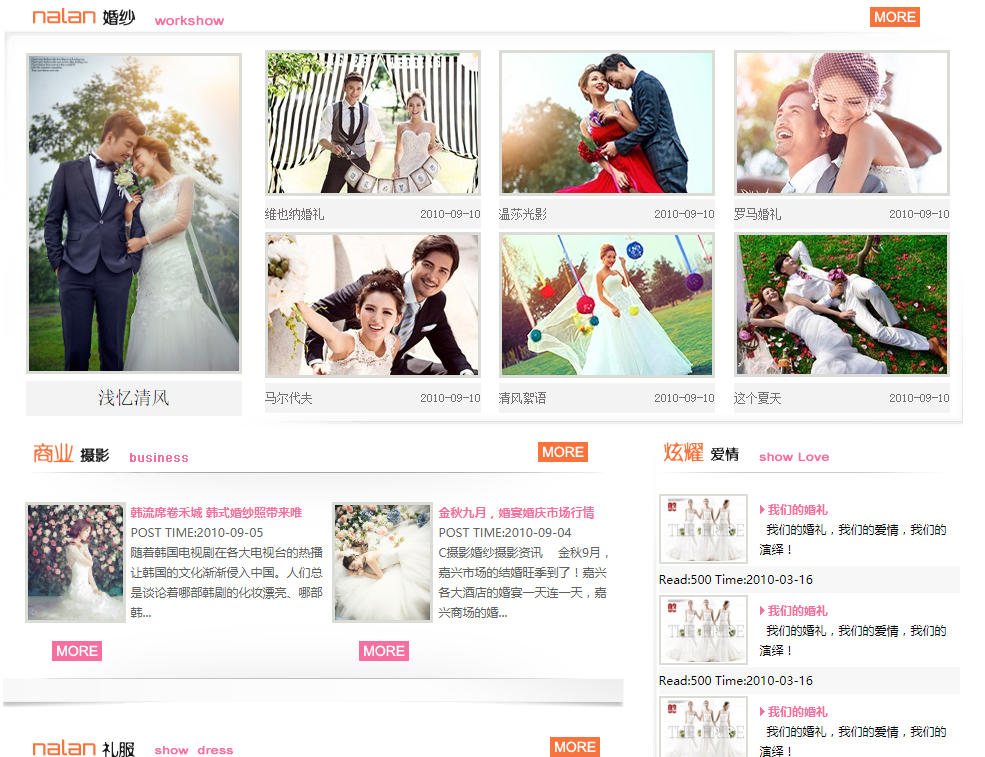 nalan 婚纱 workshow MORE
维也纳婚礼 2010-09-10
温莎光影 2010-09-10
罗马婚礼 2010-09-10
浅忆清风
马尔代夫 2010-09-10
清风絮语 2010-09-10
这个夏天 2010-09-10
商业 摄影 business MORE
韩流席卷禾城 韩式婚纱照带来唯
POST TIME:2010-09-05
随着韩国电视剧在各大电视台的热播
让韩国的文化渐渐侵入中国。人们总
是谈论着哪部韩剧的化妆漂亮、哪部
韩...
MORE
金秋九月，婚宴婚庆市场行情
POST TIME:2010-09-04
C摄影婚纱摄影资讯 金秋9月，
嘉兴市场的结婚旺季到了！嘉兴
各大酒店的婚宴一天连一天，嘉
兴商场的婚...
MORE
炫耀 爱情 show Love
THE BRIDE
我们的婚礼
我们的婚礼，我们的爱情，我们的
演绎！
Read:500 Time:2010-03-16
THE BRIDE
我们的婚礼
我们的婚礼，我们的爱情，我们的
演绎！
Read:500 Time:2010-03-16
THE BRIDE
我们的婚礼
我们的婚礼，我们的爱情，我们的
演绎！
nalan 礼服 show dress MORE